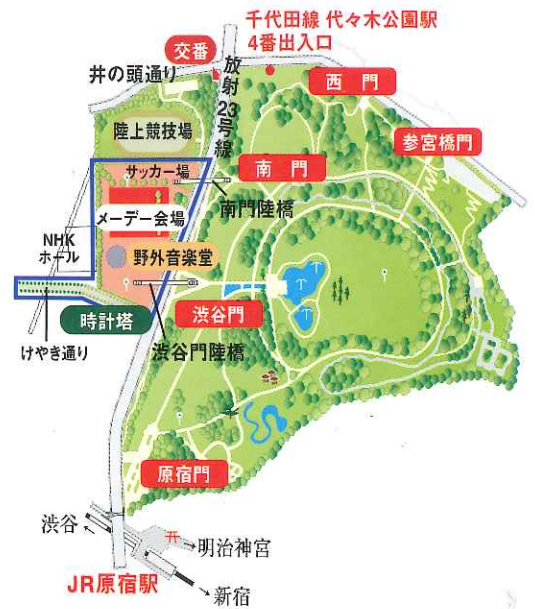 千代田線 代々木公園駅
4番出入口
交番
井の頭通り
放射23号線
西門
陸上競技場
参宮橋門
サッカー場
南門
南門陸橋
メーデー会場
NHK
ホール
野外音楽堂
時計塔
渋谷門
けやき通り
渋谷門陸橋
原宿門
渋谷
明治神宮
JR原宿駅
新宿